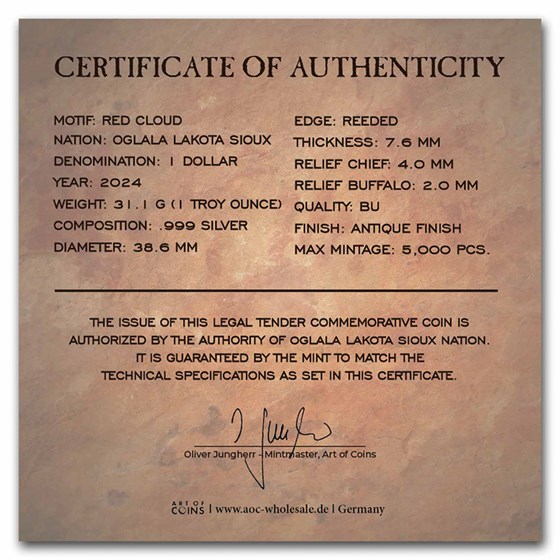 CERTIFICATE OF AUTHENTICITY
MOTIF: RED CLOUD
NATION: OGLALA LAKOTA SIOUX
DENOMINATION: 1 DOLLAR
YEAR: 2024
WEIGHT: 31.1 G (1 TROY OUNCE)
COMPOSITION: .999 SILVER
DIAMETER: 38.6 MM
EDGE: REEDED
THICKNESS: 7.6 MM
RELIEF CHIEF: 4.0 MM
RELIEF BUFFALO: 2.0 MM
QUALITY: BU
FINISH: ANTIQUE FINISH
MAX MINTAGE: 5,000 PCS.
THE ISSUE OF THIS LEGAL TENDER COMMEMORATIVE COIN IS
AUTHORIZED BY THE AUTHORITY OF OGLALA LAKOTA SIOUX NATION.
IT IS GUARANTEED BY THE MINT TO MATCH THE
TECHNICAL SPECIFICATIONS AS SET IN THIS CERTIFICATE.
Oliver Jungherr - Mintmaster, Art of Coins
ART OF
COINS | www.aoc-wholesale.de | Germany